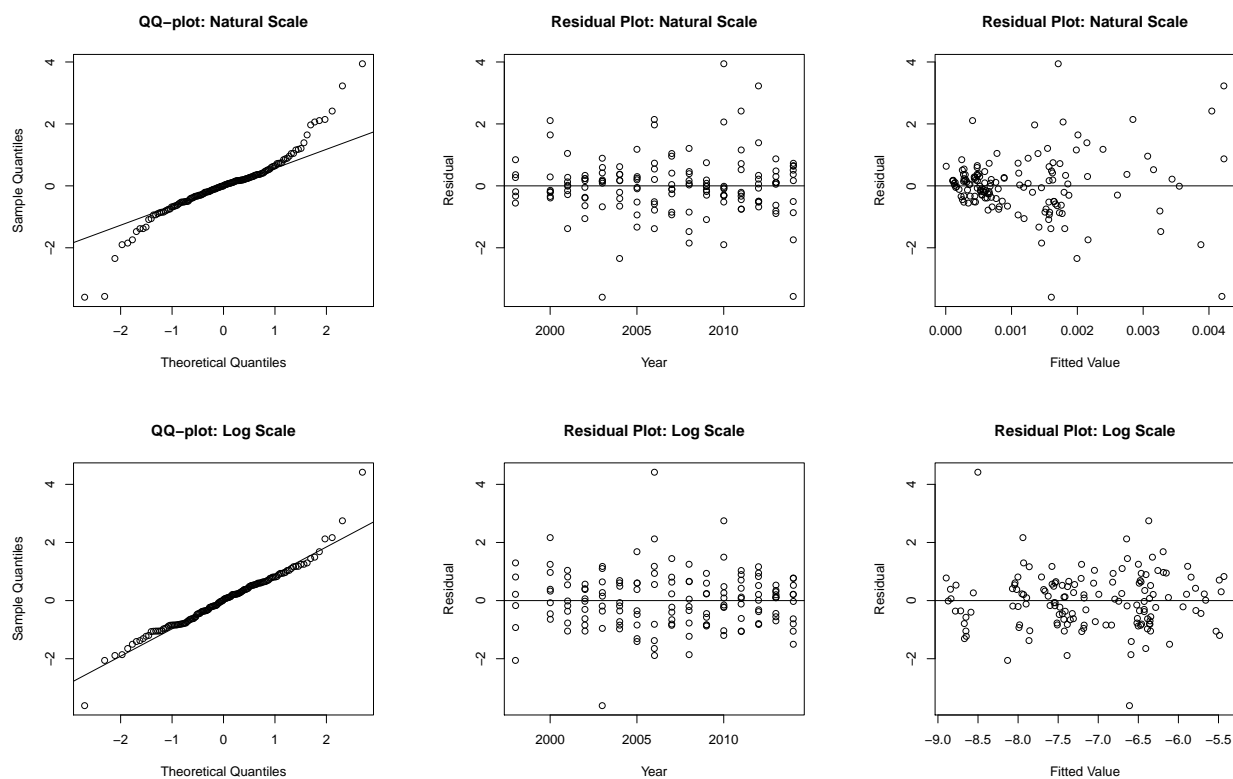 QQ−plot: Natural Scale
4
2
0
−2
Sample Quantiles
−2 −1 0 1 2
Theoretical Quantiles
Residual Plot: Natural Scale
4
2
0
−2
Residual
2000 2005 2010
Year
Residual Plot: Natural Scale
4
2
0
−2
Residual
0.000 0.001 0.002 0.003 0.004
Fitted Value
QQ−plot: Log Scale
4
2
0
−2
Sample Quantiles
−2 −1 0 1 2
Theoretical Quantiles
Residual Plot: Log Scale
4
2
0
−2
Residual
2000 2005 2010
Year
Residual Plot: Log Scale
4
2
0
−2
Residual
−9.0 −8.5 −8.0 −7.5 −7.0 −6.5 −6.0 −5.5
Fitted Value